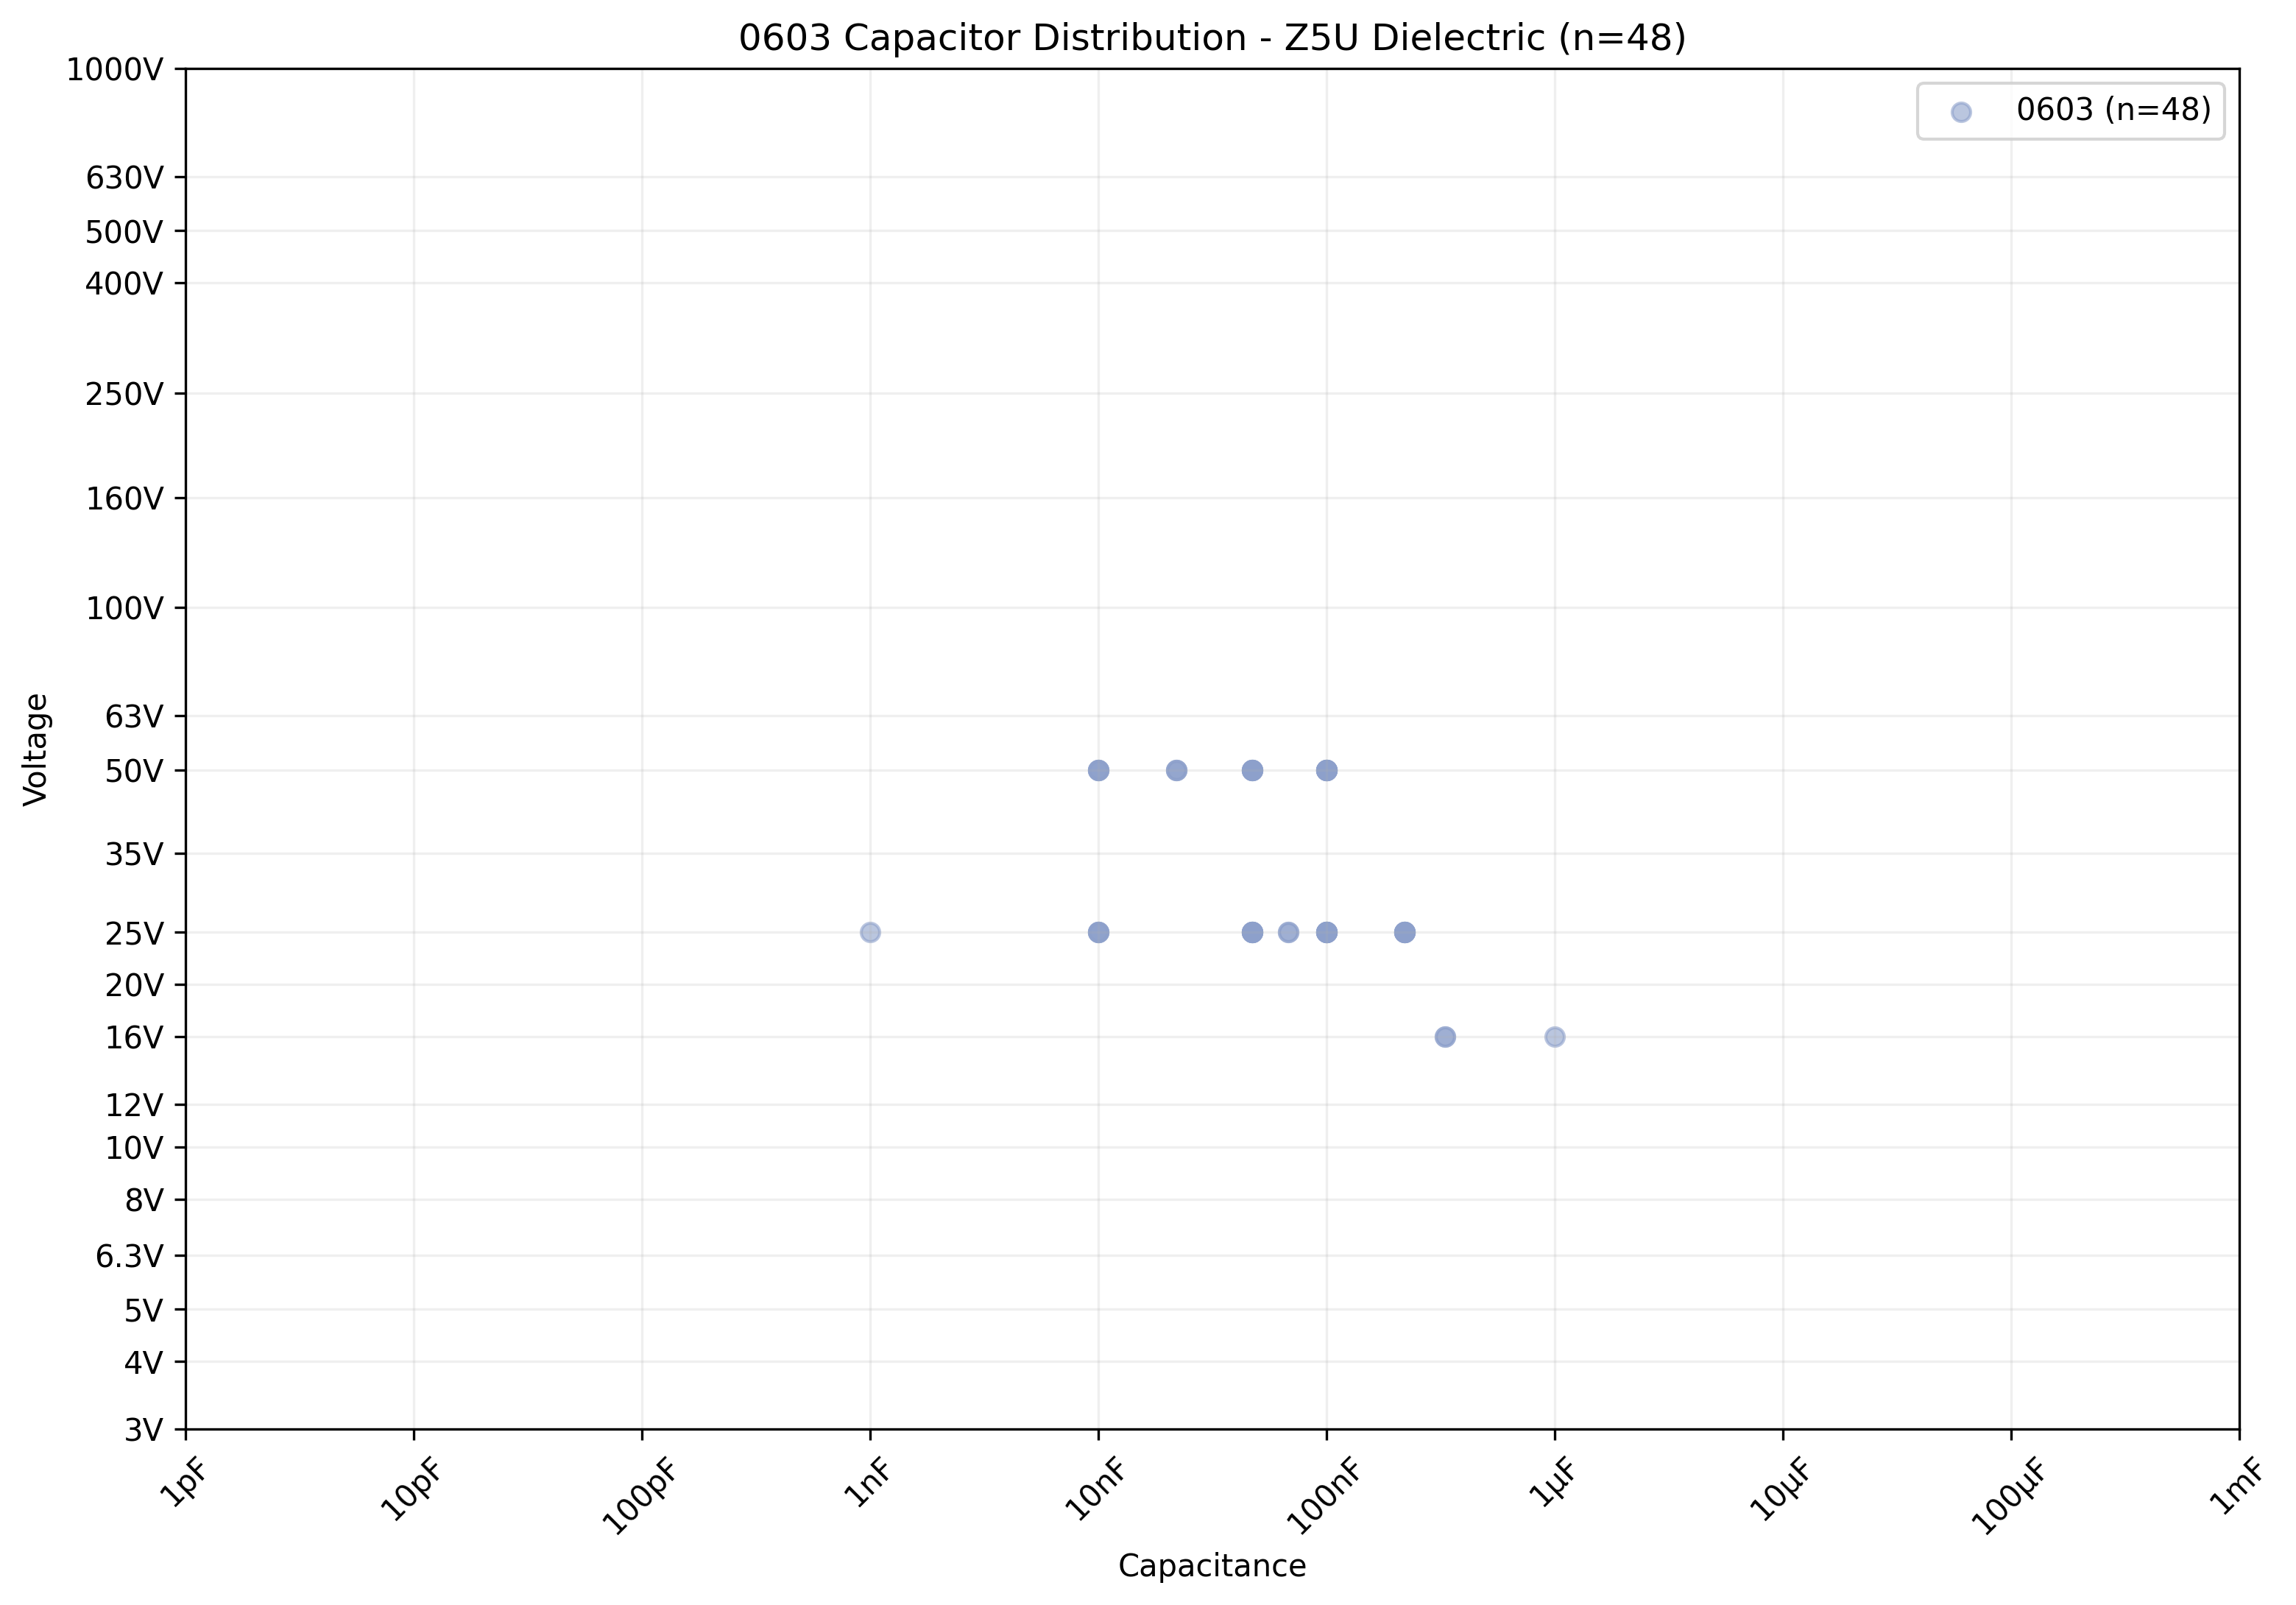 0603 Capacitor Distribution - Z5U Dielectric (n=48)
0603 (n=48)
1000V
630V
500V
400V
250V
160V
100V
63V
50V
35V
25V
20V
16V
12V
10V
8V
6.3V
5V
4V
3V
Voltage
1pF
10pF
100pF
1nF
10nF
100nF
1μF
10μF
100μF
1mF
Capacitance